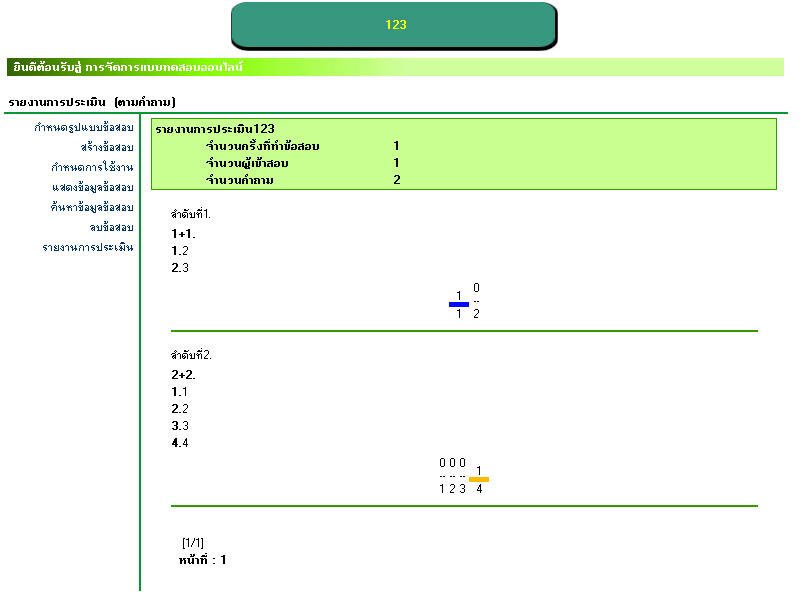 123
ยินดีต้อนรับสู่ การจัดการแบบทดสอบออนไลน์
รายงานการประเมิน (ตามคำถาม)
กำหนดรูปแบบข้อสอบ
สร้างข้อสอบ
กำหนดการใช้งาน
แสดงข้อมูลข้อสอบ
ค้นหาข้อมูลข้อสอบ
ลบข้อสอบ
รายงานการประเมิน
รายงานการประเมิน123
จำนวนครั้งที่ทำข้อสอบ 1
จำนวนผู้เข้าสอบ 1
จำนวนคำถาม 2
ลำดับที่1.
1+1.
1.2
2.3
1 0
1 2
ลำดับที่2.
2+2.
1.1
2.2
3.3
4.4
0 0 0 1
1 2 3 4
[1/1]
หน้าที่ : 1